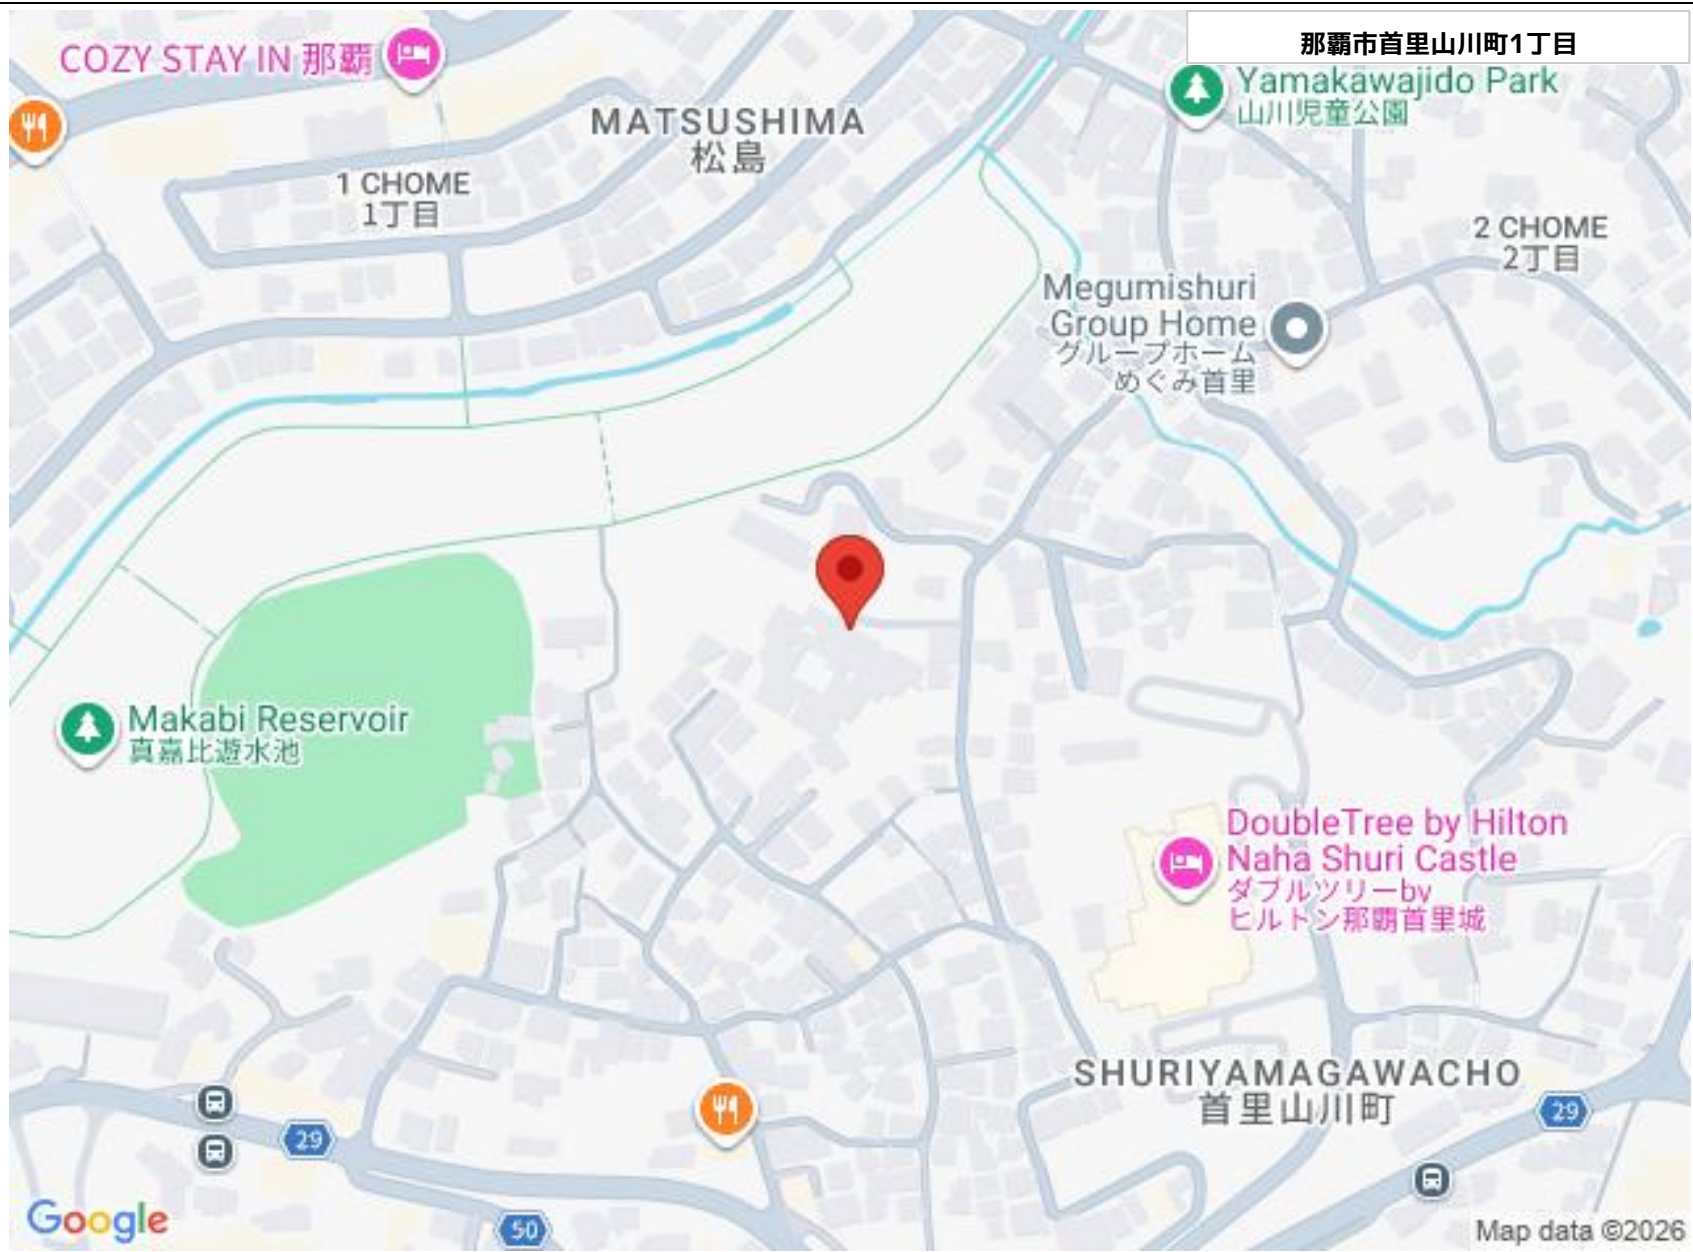 那覇市首里山川町1丁目
COZY STAY IN 那覇
Yamakawajido Park
山川児童公園
MATSUSHIMA
松島
1 CHOME
1丁目
2 CHOME
2丁目
Megumishuri
Group Home
グループホーム
めぐみ首里
Makabi Reservoir
真嘉比遊水池
DoubleTree by Hilton
Naha Shuri Castle
ダブルツリーby
ヒルトン那覇首里城
SHURIYAMAGAWACHO
首里山川町
29
29
50
Google
Map data ©2026